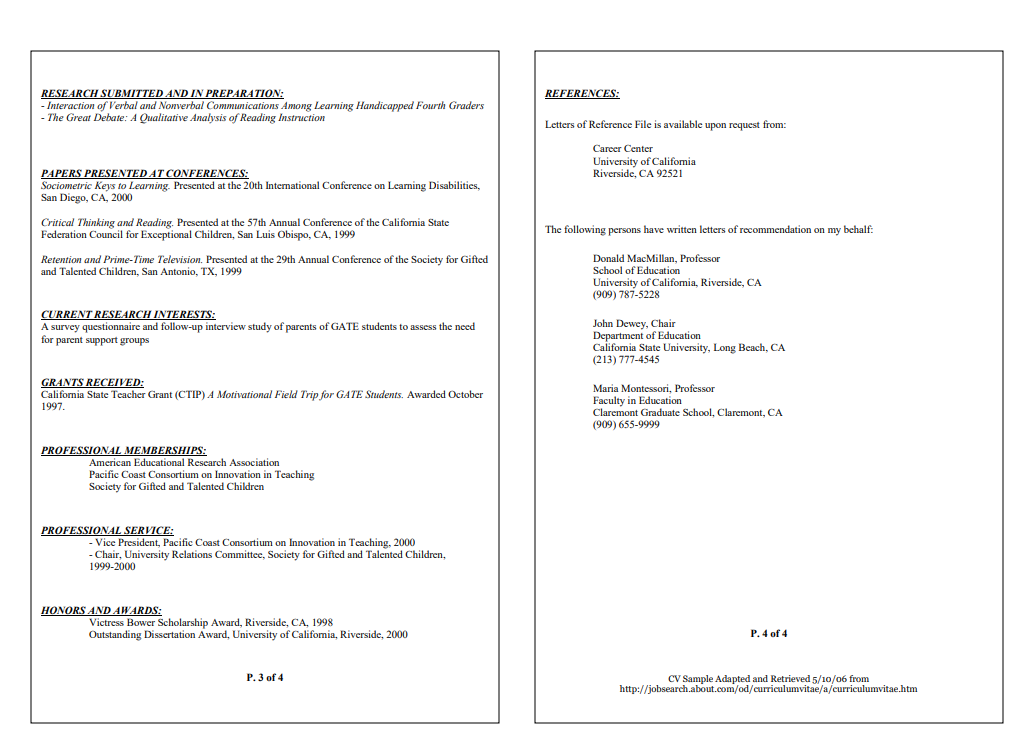 RESEARCH SUBMITTED AND IN PREPARATION:
- Interaction of Verbal and Nonverbal Communications Among Learning Handicapped Fourth Graders
- The Great Debate: A Qualitative Analysis of Reading Instruction
PAPERS PRESENTED AT CONFERENCES:
Sociometric Keys to Learning. Presented at the 20th International Conference on Learning Disabilities,
San Diego, CA, 2000
Critical Thinking and Reading. Presented at the 57th Annual Conference of the California State
Federation Council for Exceptional Children, San Luis Obispo, CA, 1999
Retention and Prime-Time Television. Presented at the 29th Annual Conference of the Society for Gifted
and Talented Children, San Antonio, TX, 1999
CURRENT RESEARCH INTERESTS:
A survey questionnaire and follow-up interview study of parents of GATE students to assess the need
for parent support groups
GRANTS RECEIVED:
California State Teacher Grant (CTIP) A Motivational Field Trip for GATE Students. Awarded October
1997.
PROFESSIONAL MEMBERSHIPS:
American Educational Research Association
Pacific Coast Consortium on Innovation in Teaching
Society for Gifted and Talented Children
PROFESSIONAL SERVICE:
- Vice President, Pacific Coast Consortium on Innovation in Teaching, 2000
- Chair, University Relations Committee, Society for Gifted and Talented Children,
1999-2000
HONORS AND AWARDS:
Victress Bower Scholarship Award, Riverside, CA, 1998
Outstanding Dissertation Award, University of California, Riverside, 2000
P. 3 of 4
REFERENCES:
Letters of Reference File is available upon request from:
Career Center
University of California
Riverside, CA 92521
The following persons have written letters of recommendation on my behalf:
Donald MacMillan, Professor
School of Education
University of California, Riverside, CA
(909) 787-5228
John Dewey, Chair
Department of Education
California State University, Long Beach, CA
(213) 777-4545
Maria Montessori, Professor
Faculty in Education
Claremont Graduate School, Claremont, CA
(909) 655-9999
P. 4 of 4
CV Sample Adapted and Retrieved 5/10/06 from
http://jobsearch.about.com/od/curriculumvitae/a/curriculumvitae.htm